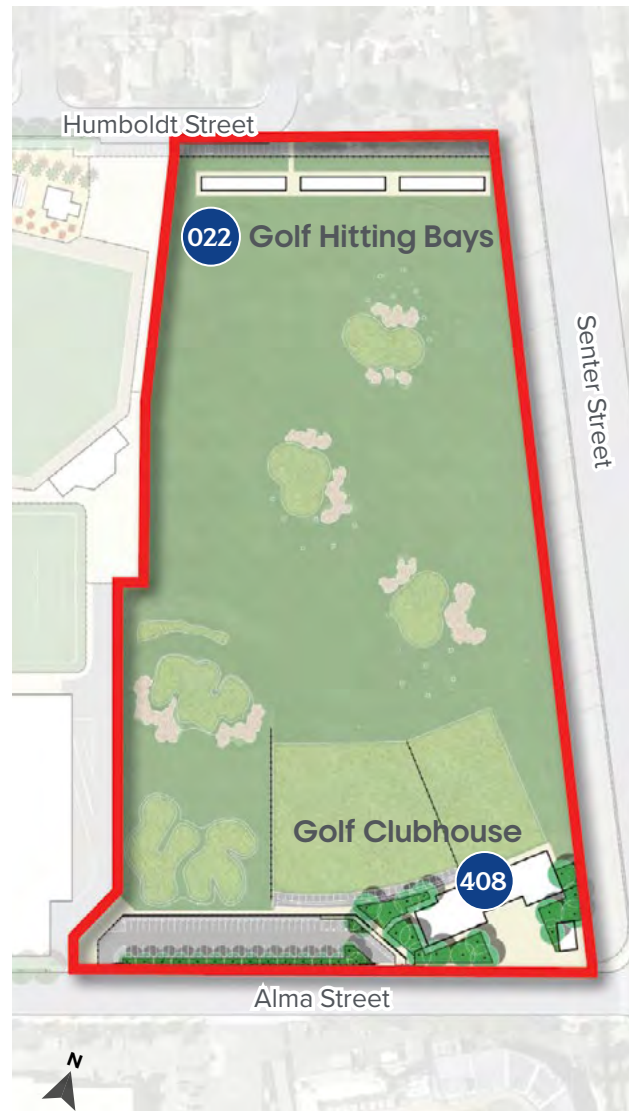 Humboldt Street
022 Golf Hitting Bays
Senter Street
Golf Clubhouse
408
Alma Street
N